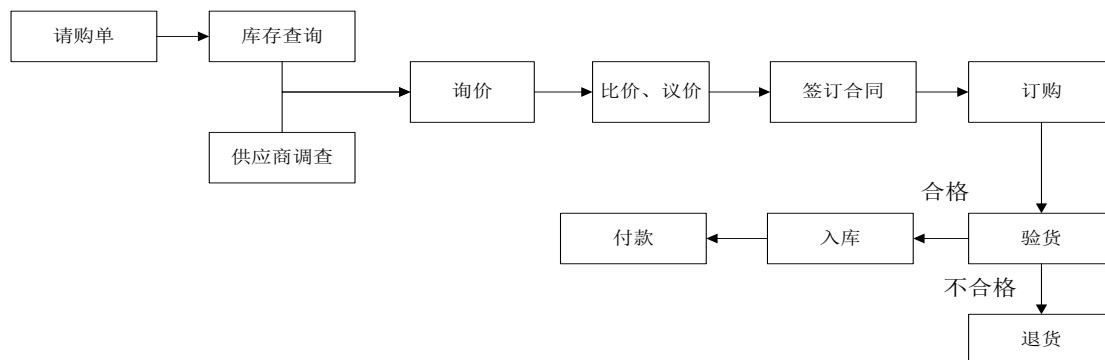 请购单
库存查询
供应商调查
询价
比价、议价
签订合同
订购
合格
验货
入库
付款
不合格
退货